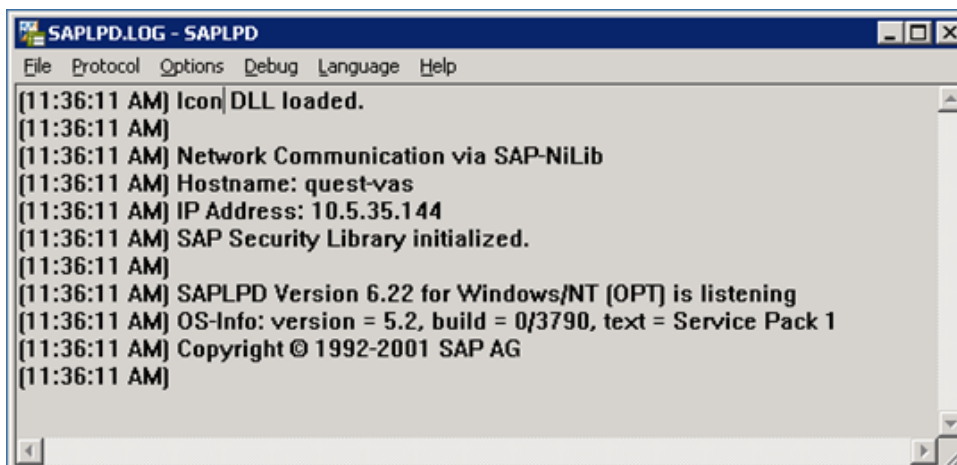 SAPLPD.LOG - SAPLPD
File Protocol Options Debug Language Help
[11:36:11 AM] Icon DLL loaded.
[11:36:11 AM]
[11:36:11 AM] Network Communication via SAP-NiLib
[11:36:11 AM] Hostname: quest-vas
[11:36:11 AM] IP Address: 10.5.35.144
[11:36:11 AM] SAP Security Library initialized.
[11:36:11 AM]
[11:36:11 AM] SAPLPD Version 6.22 for Windows/NT (OPT) is listening
[11:36:11 AM] OS-Info: version = 5.2, build = 0/3790, text = Service Pack 1
[11:36:11 AM] Copyright © 1992-2001 SAP AG
[11:36:11 AM]